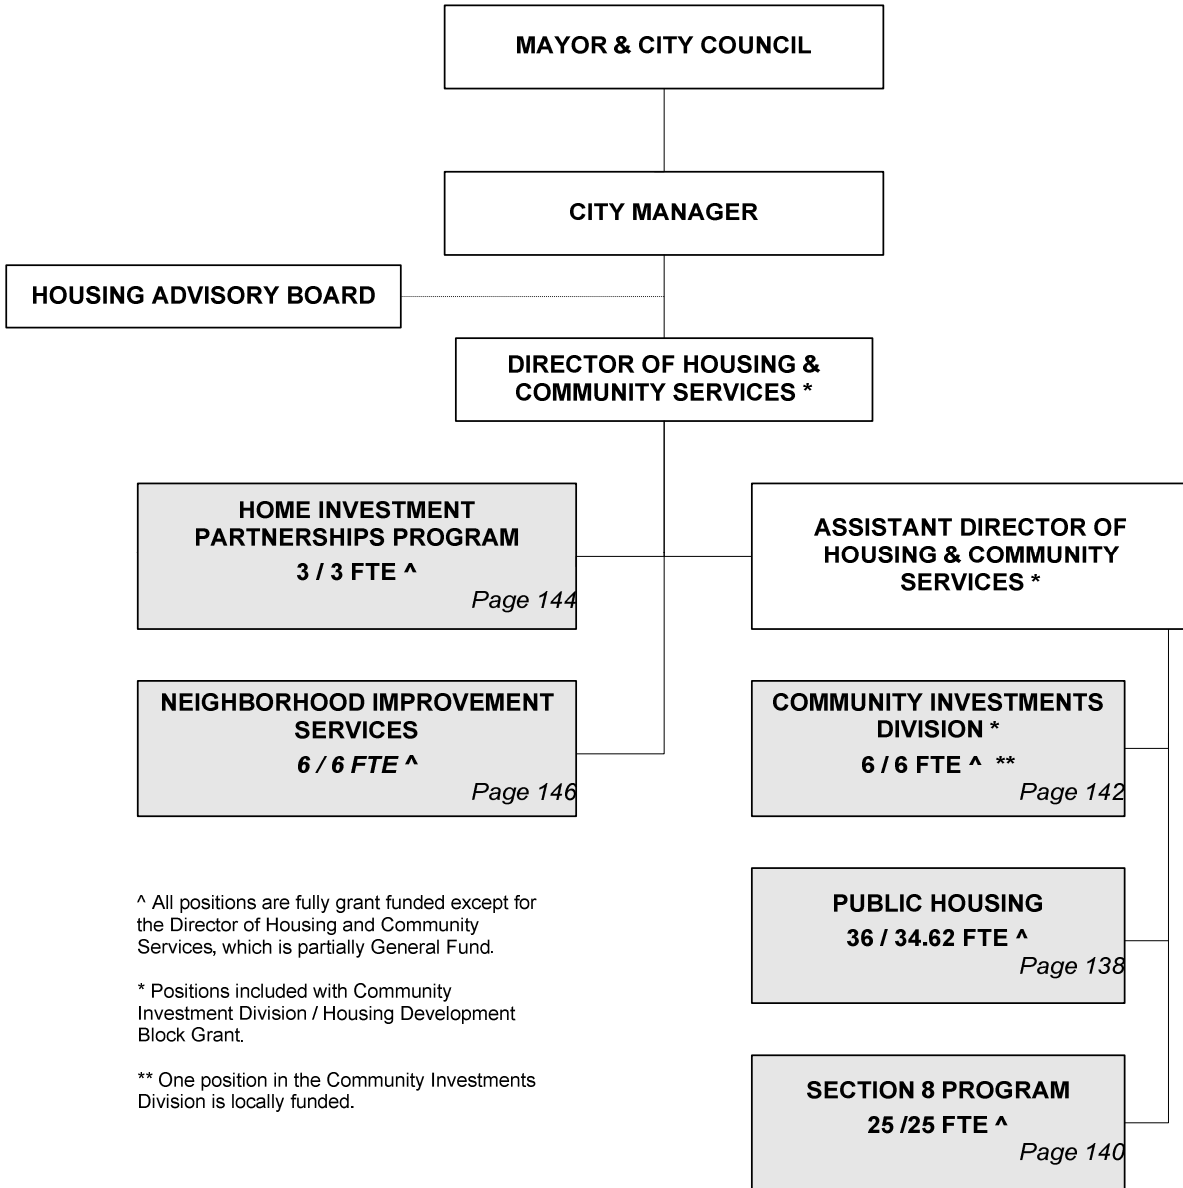 MAYOR & CITY COUNCIL
CITY MANAGER
HOUSING ADVISORY BOARD
DIRECTOR OF HOUSING &
COMMUNITY SERVICES *
HOME INVESTMENT
PARTNERSHIPS PROGRAM
3 / 3 FTE ^
Page 144
ASSISTANT DIRECTOR OF
HOUSING & COMMUNITY
SERVICES *
NEIGHBORHOOD IMPROVEMENT
SERVICES
6 / 6 FTE ^
Page 146
COMMUNITY INVESTMENTS
DIVISION *
6 / 6 FTE ^ **
Page 142
PUBLIC HOUSING
36 / 34.62 FTE ^
Page 138
SECTION 8 PROGRAM
25 /25 FTE ^
Page 140
^ All positions are fully grant funded except for
the Director of Housing and Community
Services, which is partially General Fund.
* Positions included with Community
Investment Division / Housing Development
Block Grant.
** One position in the Community Investments
Division is locally funded.